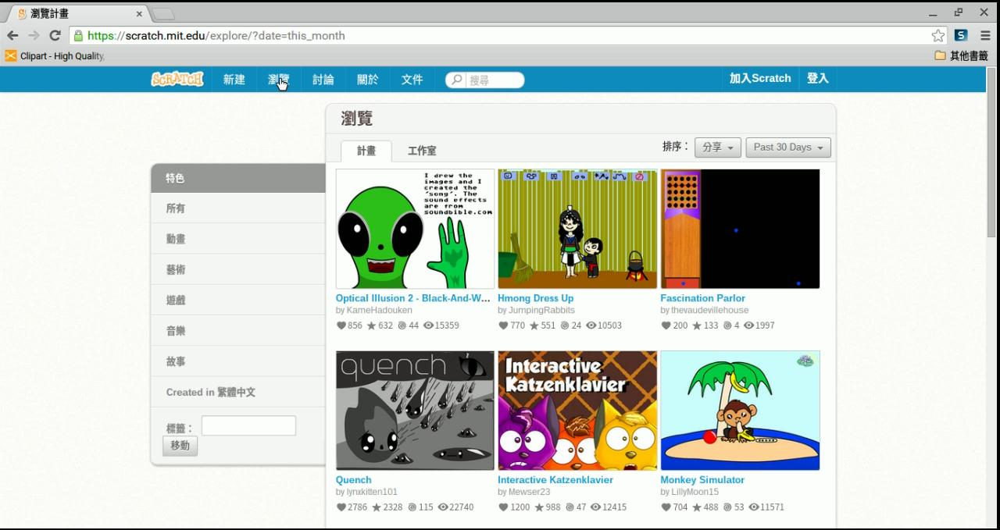 瀏覽計畫
https://scratch.mit.edu/explore/?date=this_month
Clipart - High Quality,
其他書籤
SCRATCH 新建 瀏覽 討論 關於 文件 搜尋 加入Scratch 登入
瀏覽
計畫 工作室 排序： 分享 Past 30 Days
特色
所有
動畫
藝術
遊戲
音樂
故事
Created in 繁體中文
標籤：
移動
I drew the
images and I
created the
"song". The
sound effects
are from
soundbible.com
Optical Illusion 2 - Black-And-W... Hmong Dress Up Fascination Parlor
by KameHadouken by JumpingRabbits by thevaudevillehouse
856 632 44 15359 770 551 24 10503 200 133 4 1997
quench
Interactive
Katzenklavier
Quench Interactive Katzenklavier Monkey Simulator
by lynxkitten101 by Mewser23 by LillyMoon15
2786 2328 115 22740 1200 988 47 12415 704 488 53 11571